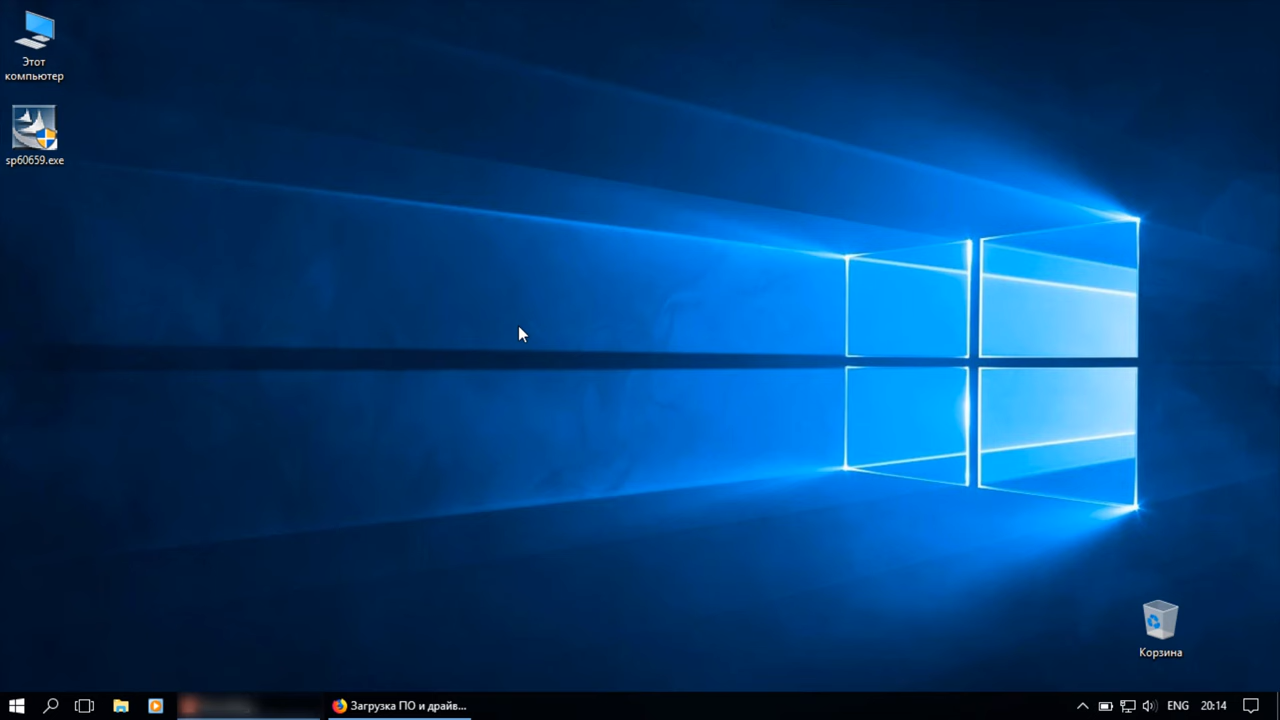 Этот
компьютер
sp60659.exe
Корзина
Загрузка ПО и драйв...
ENG
20:14